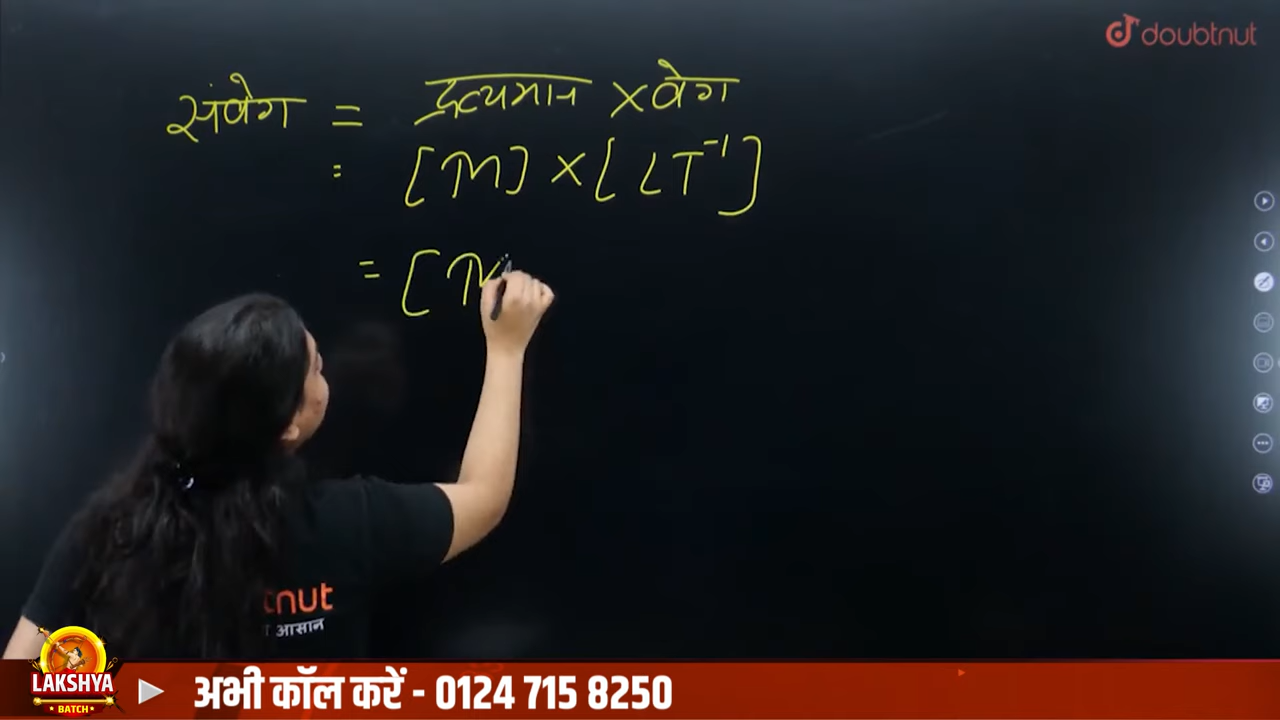 doubtnut
संवेग = द्रव्यमान × वेग
= [M] × [LT⁻¹]
= [M
tnut
आसान
LAKSHYA
BATCH
अभी कॉल करें - 0124 715 8250